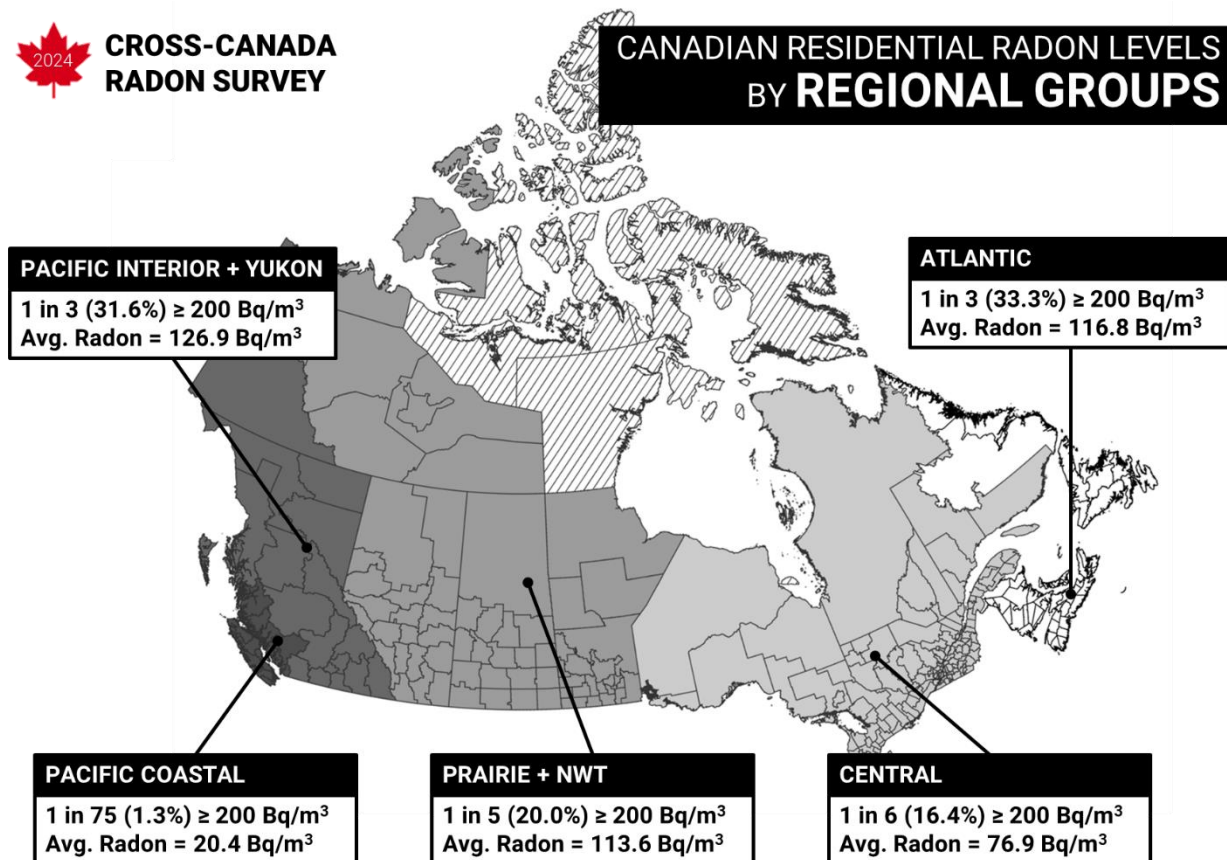 2024
CROSS-CANADA
RADON SURVEY
CANADIAN RESIDENTIAL RADON LEVELS
BY REGIONAL GROUPS
PACIFIC INTERIOR + YUKON
1 in 3 (31.6%) ≥ 200 Bq/m³
Avg. Radon = 126.9 Bq/m³
ATLANTIC
1 in 3 (33.3%) ≥ 200 Bq/m³
Avg. Radon = 116.8 Bq/m³
PACIFIC COASTAL
1 in 75 (1.3%) ≥ 200 Bq/m³
Avg. Radon = 20.4 Bq/m³
PRAIRIE + NWT
1 in 5 (20.0%) ≥ 200 Bq/m³
Avg. Radon = 113.6 Bq/m³
CENTRAL
1 in 6 (16.4%) ≥ 200 Bq/m³
Avg. Radon = 76.9 Bq/m³